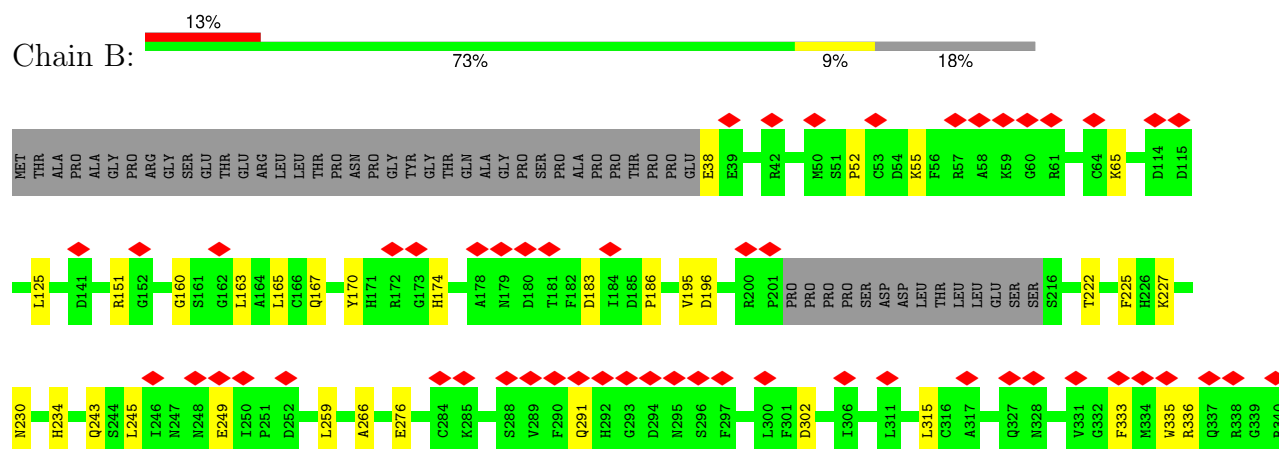 13%
Chain B:
73% 9% 18%
MET THR ALA PRO ALA GLY PRO ARG GLY SER GLU THR GLU ARG LEU LEU THR PRO ASN PRO GLY TYR GLY THR GLN ALA GLY PRO SER PRO ALA PRO PRO THR PRO PRO GLU E38 E39 R42 M50 S51 P52 C53 D54 K55 F56 R57 A58 K59 G60 R61 C64 K65 D114 D115
L125 D141 R151 G152 G160 S161 G162 L163 A164 L165 C166 Q167 Y170 H171 R172 G173 H174 A178 N179 D180 T181 F182 D183 I184 D185 P186 V195 D196 R200 P201 PRO PRO PRO PRO SER ASP ASP LEU THR LEU LEU GLU SER SER S216 T222 F225 H226 K227
N230 H234 Q243 S244 L245 I246 N247 N248 E249 I250 P251 D252 L259 A266 E276 C284 K285 S288 V289 F290 Q291 H292 G293 D294 N295 S296 F297 L300 F301 D302 I306 L311 L315 C316 A317 Q327 N328 V331 G332 F333 M334 W335 R336 Q337 R338 G339